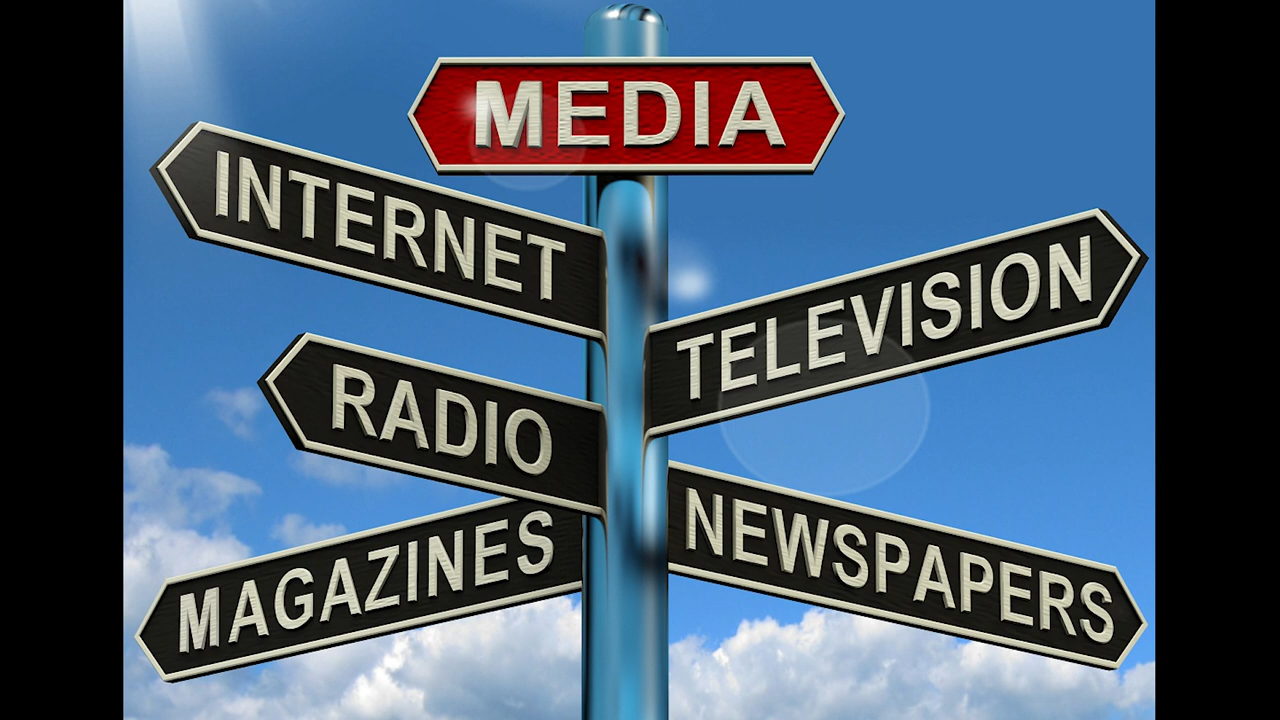 MEDIA
INTERNET
TELEVISION
RADIO
NEWSPAPERS
MAGAZINES